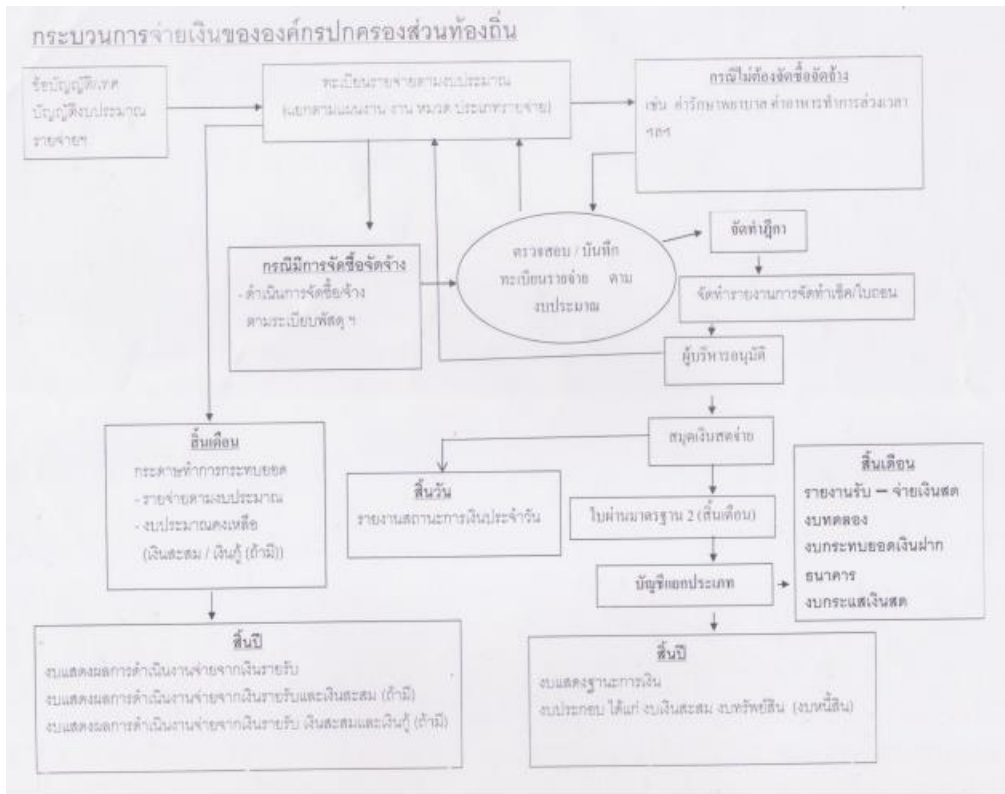 กระบวนการจ่ายเงินขององค์กรปกครองส่วนท้องถิ่น
ข้อบัญญัติ/เทศ
บัญญัติงบประมาณ
รายจ่ายฯ
ทะเบียนรายจ่ายตามงบประมาณ
(แยกตามแผนงาน งาน หมวด ประเภทรายจ่าย)
กรณีไม่ต้องจัดซื้อจัดจ้าง
เช่น ค่ารักษาพยาบาล ค่าอาหารทำการล่วงเวลา
ฯลฯ
กรณีมีการจัดซื้อจัดจ้าง
- ดำเนินการจัดซื้อ/จ้าง
ตามระเบียบพัสดุ ฯ
ตรวจสอบ / บันทึก
ทะเบียนรายจ่าย ตาม
งบประมาณ
จัดทำฎีกา
จัดทำรายงานการจัดทำเช็ค/ใบถอน
ผู้บริหารอนุมัติ
สมุดเงินสดจ่าย
สิ้นเดือน
กระดาษทำการกระทบยอด
- รายจ่ายตามงบประมาณ
- งบประมาณคงเหลือ
(เงินสะสม / เงินกู้ (ถ้ามี))
สิ้นวัน
รายงานสถานะการเงินประจำวัน
ใบผ่านมาตรฐาน 2 (สิ้นเดือน)
บัญชีแยกประเภท
สิ้นเดือน
รายงานรับ – จ่ายเงินสด
งบทดลอง
งบกระทบยอดเงินฝาก
ธนาคาร
งบกระแสเงินสด
สิ้นปี
งบแสดงผลการดำเนินงานจ่ายจากเงินรายรับ
งบแสดงผลการดำเนินงานจ่ายจากเงินรายรับและเงินสะสม (ถ้ามี)
งบแสดงผลการดำเนินงานจ่ายจากเงินรายรับ เงินสะสมและเงินกู้ (ถ้ามี)
สิ้นปี
งบแสดงฐานะการเงิน
งบประกอบ ได้แก่ งบเงินสะสม งบทรัพย์สิน (งบหนี้สิน)